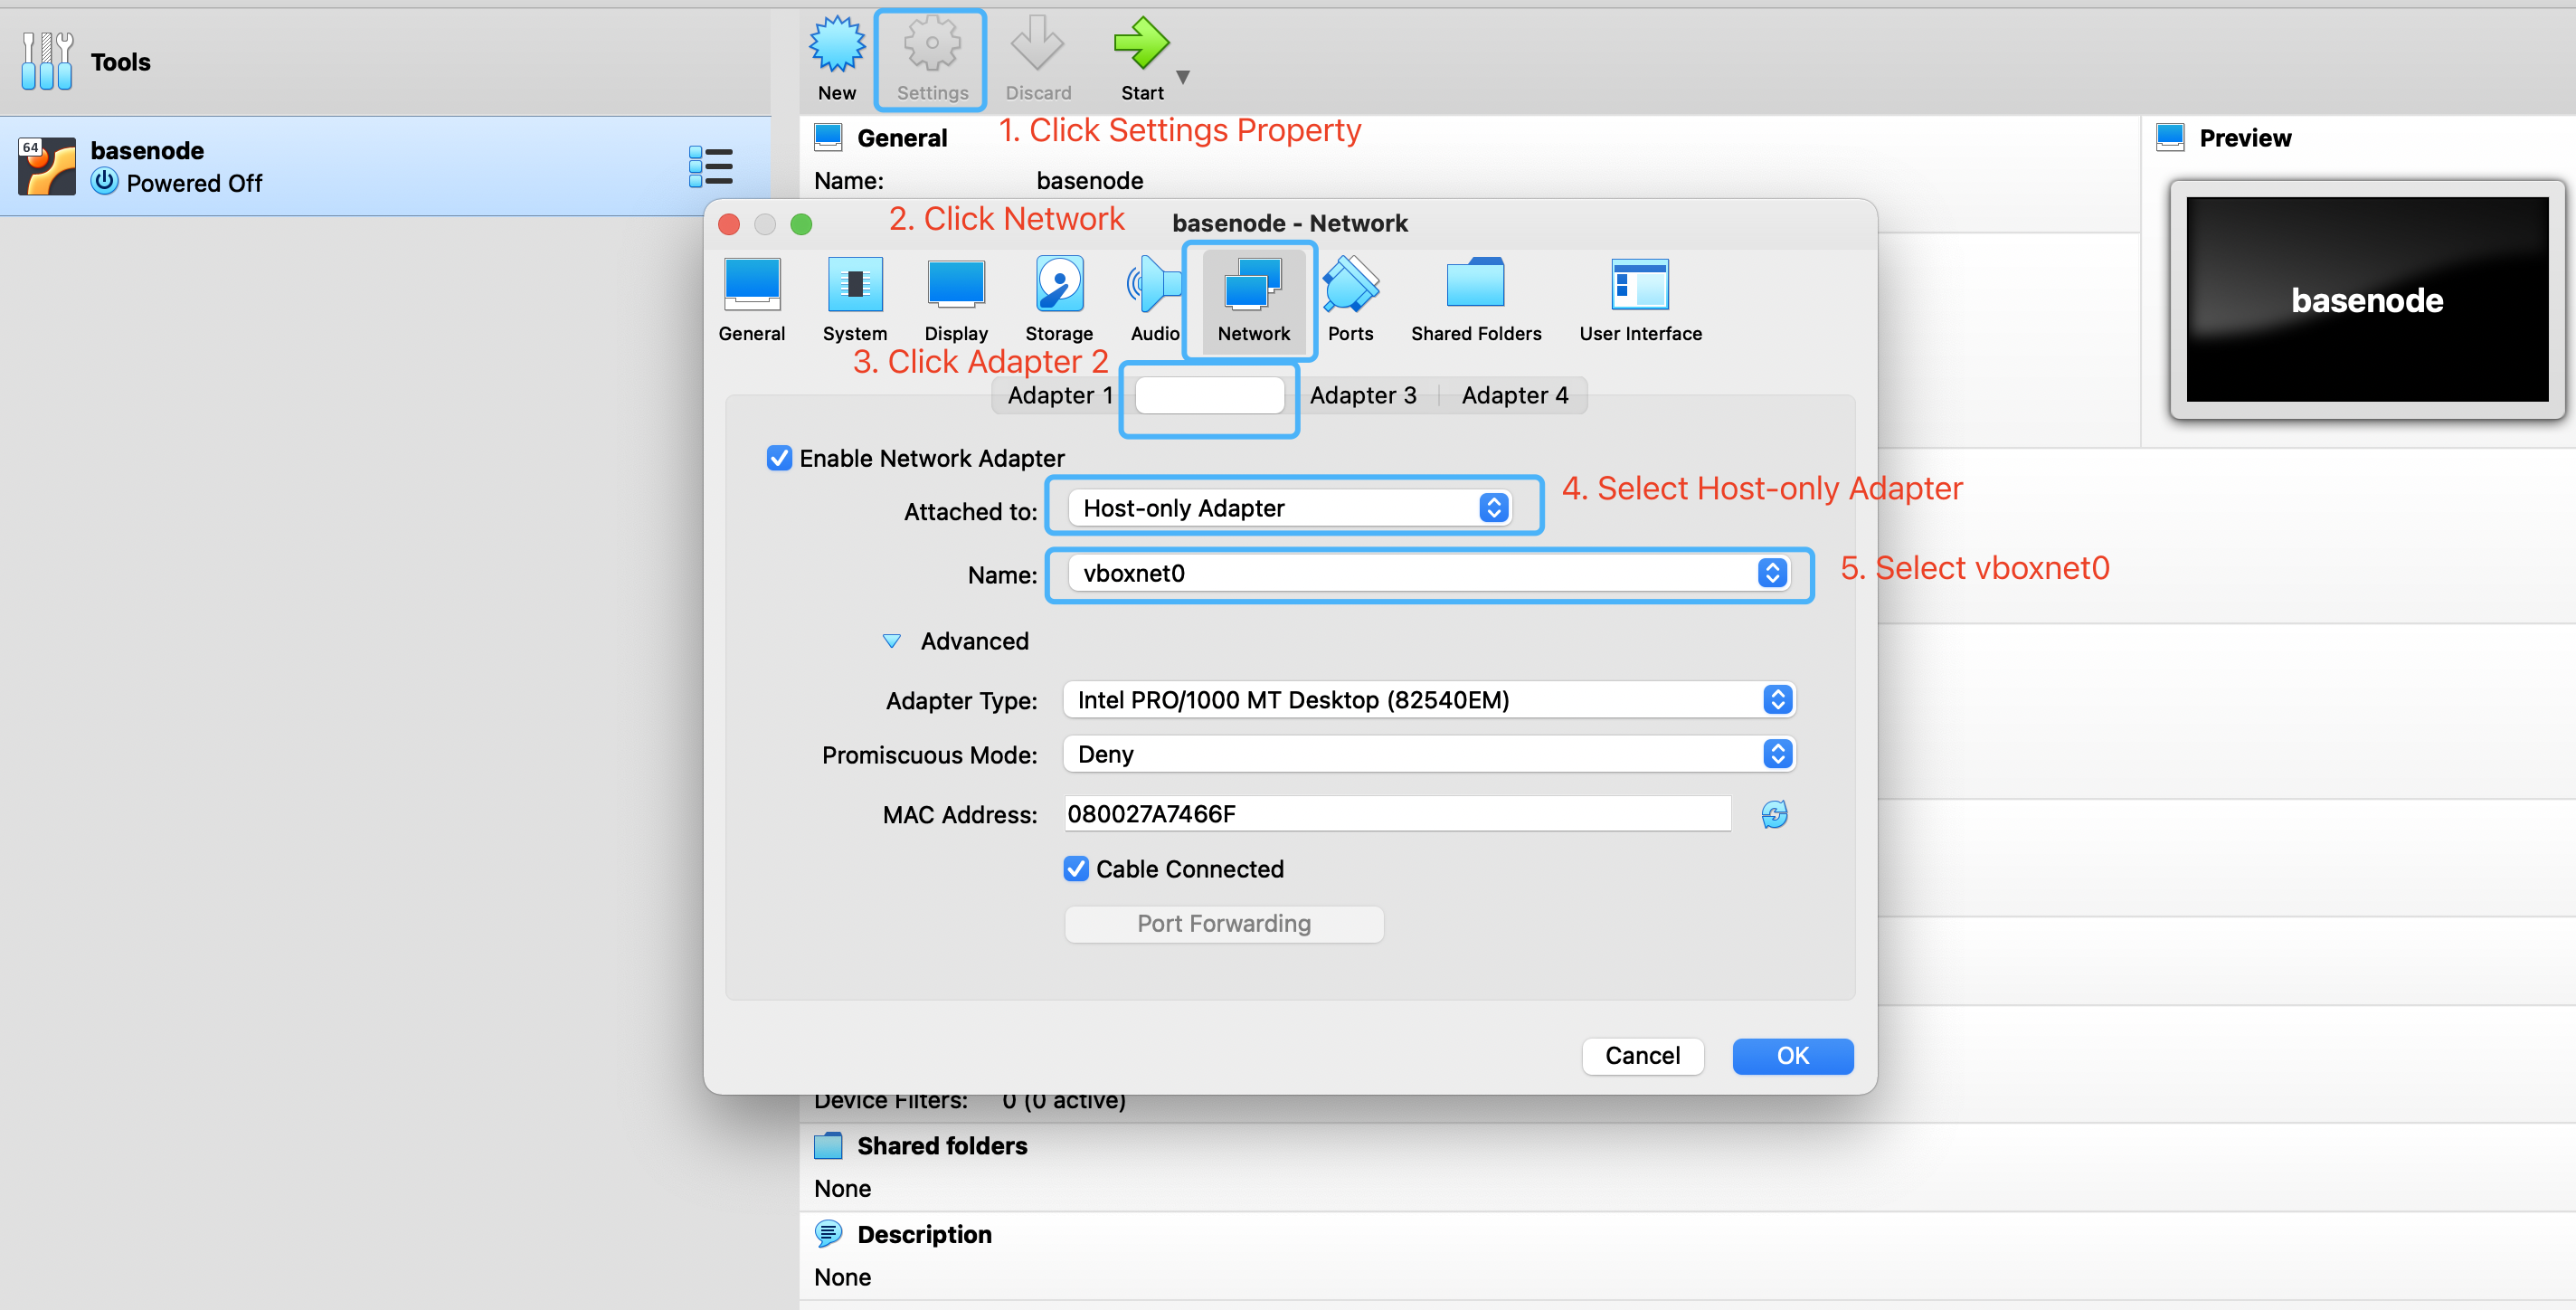 Tools
New
Settings
Discard
Start
64
basenode
Powered Off
1. Click Settings Property
General
Name: basenode
Preview
basenode
2. Click Network
basenode - Network
General
System
Display
Storage
Audio
Network
Ports
Shared Folders
User Interface
3. Click Adapter 2
Adapter 1
Adapter 3
Adapter 4
Enable Network Adapter
Attached to: Host-only Adapter
4. Select Host-only Adapter
Name: vboxnet0
5. Select vboxnet0
Advanced
Adapter Type: Intel PRO/1000 MT Desktop (82540EM)
Promiscuous Mode: Deny
MAC Address: 080027A7466F
Cable Connected
Port Forwarding
Cancel
OK
Device Filters: 0 (0 active)
Shared folders
None
Description
None